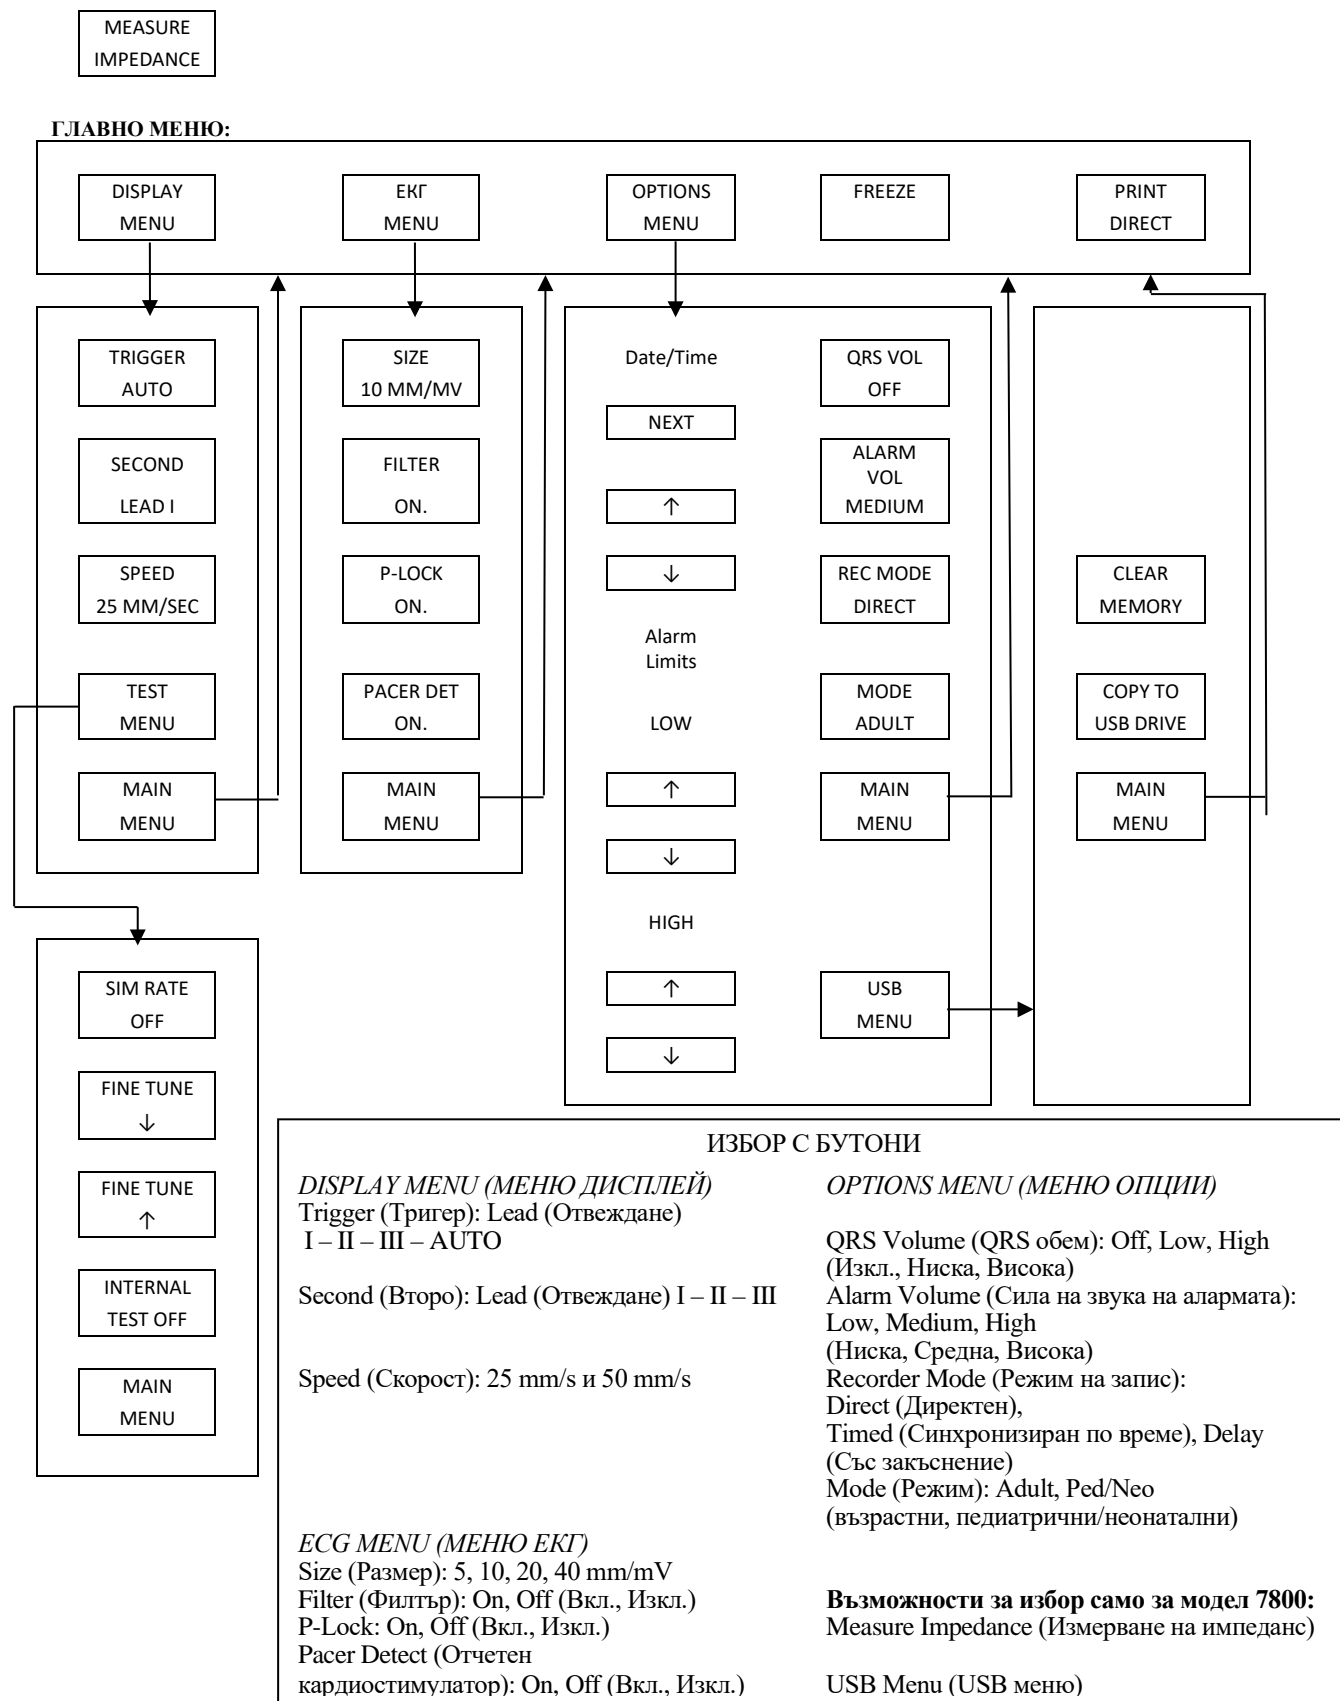 MEASURE
IMPEDANCE
ГЛАВНО МЕНЮ:
DISPLAY
MENU
ЕКГ
MENU
OPTIONS
MENU
FREEZE
PRINT
DIRECT
TRIGGER
AUTO
SECOND
LEAD I
SPEED
25 MM/SEC
TEST
MENU
MAIN
MENU
SIZE
10 MM/MV
FILTER
ON.
P-LOCK
ON.
PACER DET
ON.
MAIN
MENU
Date/Time
NEXT
↑
↓
Alarm
Limits
LOW
↑
↓
HIGH
↑
↓
QRS VOL
OFF
ALARM
VOL
MEDIUM
REC MODE
DIRECT
MODE
ADULT
MAIN
MENU
USB
MENU
CLEAR
MEMORY
COPY TO
USB DRIVE
MAIN
MENU
SIM RATE
OFF
FINE TUNE
↓
FINE TUNE
↑
INTERNAL
TEST OFF
MAIN
MENU
ИЗБОР С БУТОНИ
DISPLAY MENU (МЕНЮ ДИСПЛЕЙ)
Trigger (Тригер): Lead (Отвеждане)
I – II – III – AUTO
Second (Второ): Lead (Отвеждане) I – II – III
Speed (Скорост): 25 mm/s и 50 mm/s
ECG MENU (МЕНЮ ЕКГ)
Size (Размер): 5, 10, 20, 40 mm/mV
Filter (Филтър): On, Off (Вкл., Изкл.)
P-Lock: On, Off (Вкл., Изкл.)
Pacer Detect (Отчетен
кардиостимулатор): On, Off (Вкл., Изкл.)
OPTIONS MENU (МЕНЮ ОПЦИИ)
QRS Volume (QRS обем): Off, Low, High
(Изкл., Ниска, Висока)
Alarm Volume (Сила на звука на алармата):
Low, Medium, High
(Ниска, Средна, Висока)
Recorder Mode (Режим на запис):
Direct (Директен),
Timed (Синхронизиран по време), Delay
(Със закъснение)
Mode (Режим): Adult, Ped/Neo
(възрастни, педиатрични/неонатални)
Възможности за избор само за модел 7800:
Measure Impedance (Измерване на импеданс)
USB Menu (USB меню)